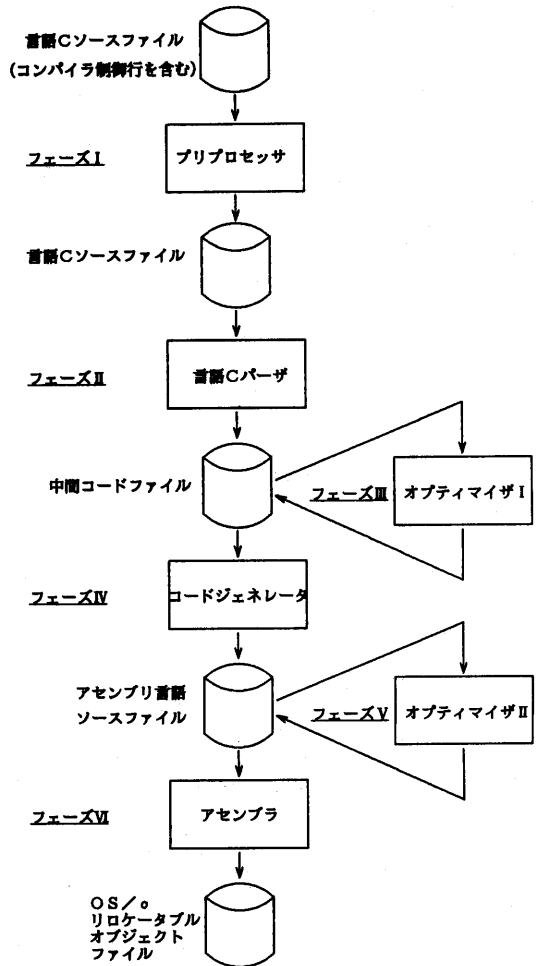 言語Cソースファイル
(コンパイラ制御行を含む)
フェーズⅠ
プリプロセッサ
言語Cソースファイル
フェーズⅡ
言語Cパーザ
中間コードファイル
フェーズⅢ
オプティマイザⅠ
フェーズⅣ
コードジェネレータ
アセンブリ言語
ソースファイル
フェーズⅤ
オプティマイザⅡ
フェーズⅥ
アセンブラ
OS/o
リロケータブル
オブジェクト
ファイル